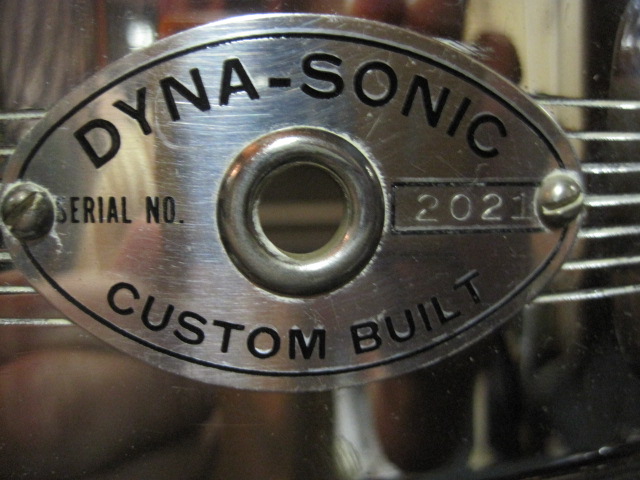 DYNA-SONIC
SERIAL NO. 2021
CUSTOM BUILT